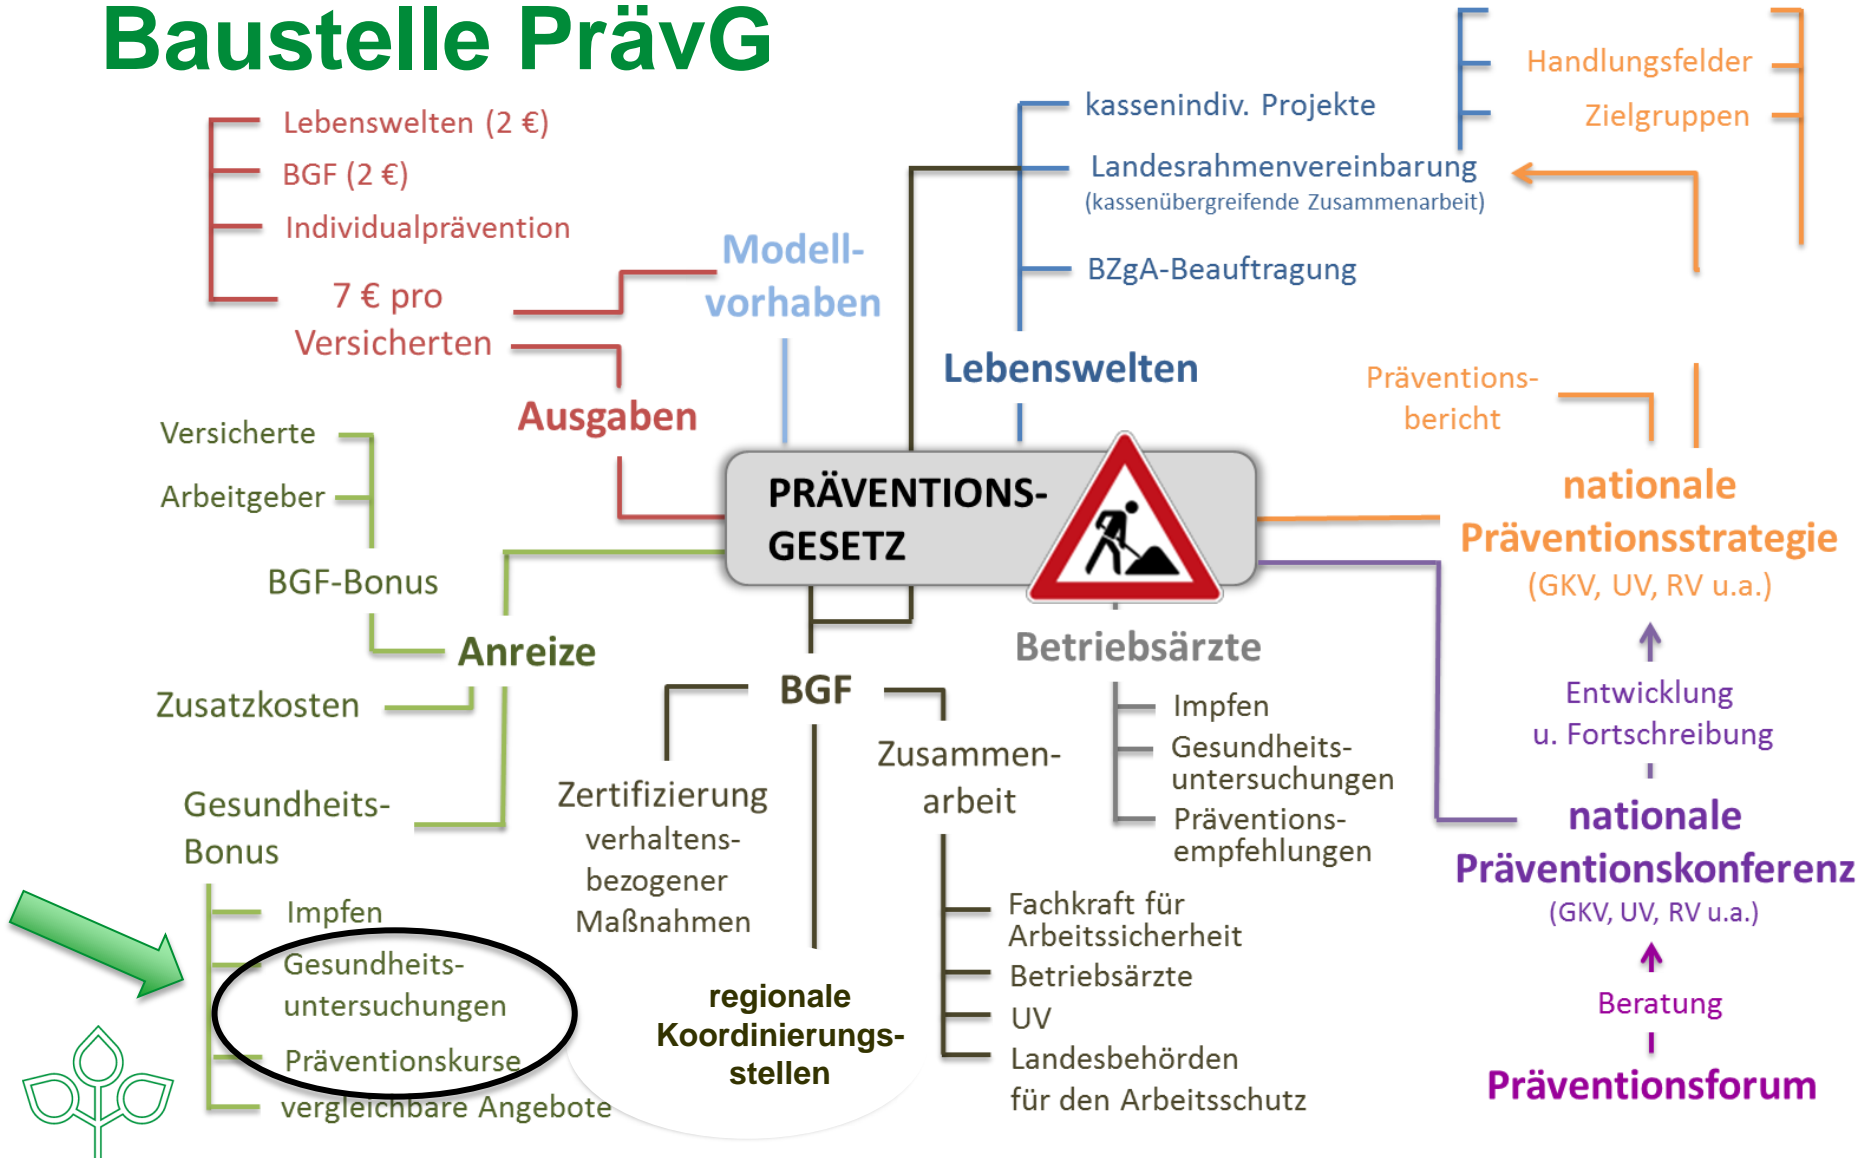 Baustelle PrävG
Lebenswelten (2 €)
BGF (2 €)
Individualprävention
7 € pro
Versicherten
Ausgaben
Modell-
vorhaben
kassenindiv. Projekte
Landesrahmenvereinbarung
(kassenübergreifende Zusammenarbeit)
BZgA-Beauftragung
Lebenswelten
Handlungsfelder
Zielgruppen
Präventions-
bericht
nationale
Präventionsstrategie
(GKV, UV, RV u.a.)
Entwicklung
u. Fortschreibung
nationale
Präventionskonferenz
(GKV, UV, RV u.a.)
Beratung
Präventionsforum
PRÄVENTIONS-
GESETZ
Versicherte
Arbeitgeber
BGF-Bonus
Anreize
Zusatzkosten
Gesundheits-
Bonus
Impfen
Gesundheits-
untersuchungen
Präventionskurse
vergleichbare Angebote
BGF
Zertifizierung
verhaltens-
bezogener
Maßnahmen
regionale
Koordinierungs-
stellen
Zusammen-
arbeit
Fachkraft für
Arbeitssicherheit
Betriebsärzte
UV
Landesbehörden
für den Arbeitsschutz
Betriebsärzte
Impfen
Gesundheits-
untersuchungen
Präventions-
empfehlungen